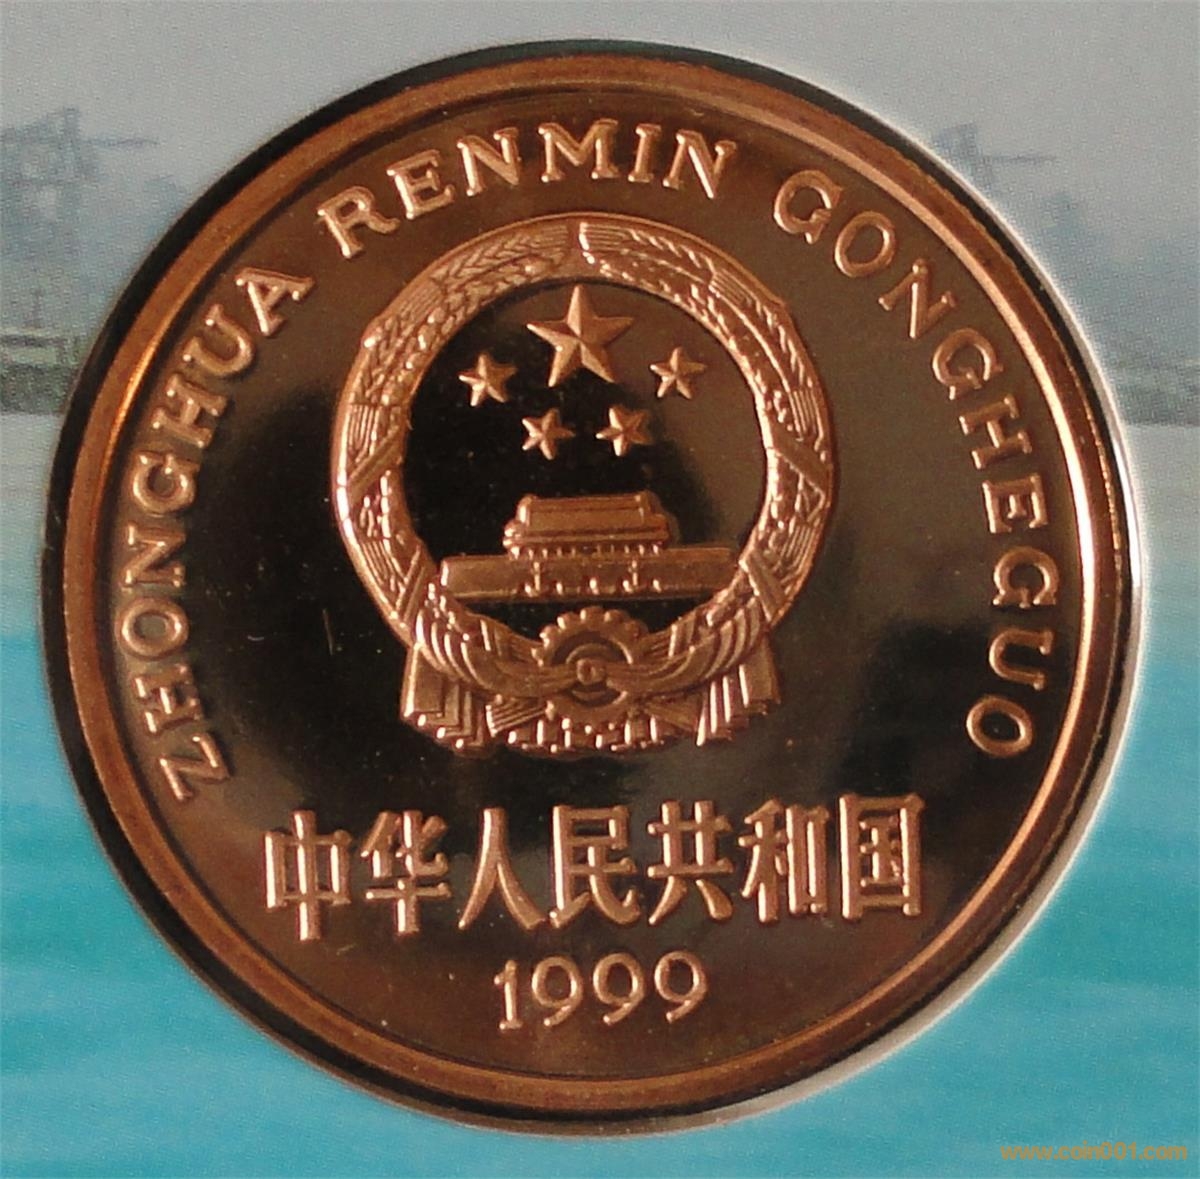 ZHONGHUA RENMIN GONGHEGUO
中华人民共和国
1999
www.coin001.com